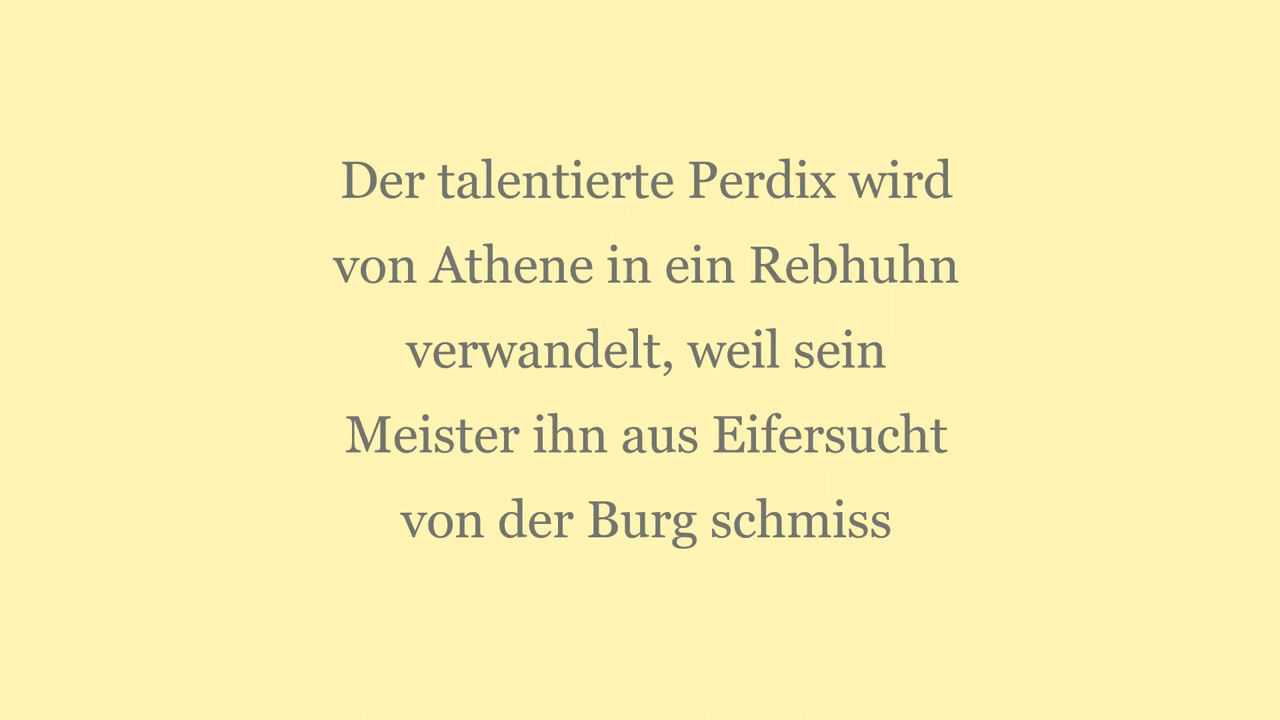 Der talentierte Perdix wird
von Athene in ein Rebhuhn
verwandelt, weil sein
Meister ihn aus Eifersucht
von der Burg schmiss